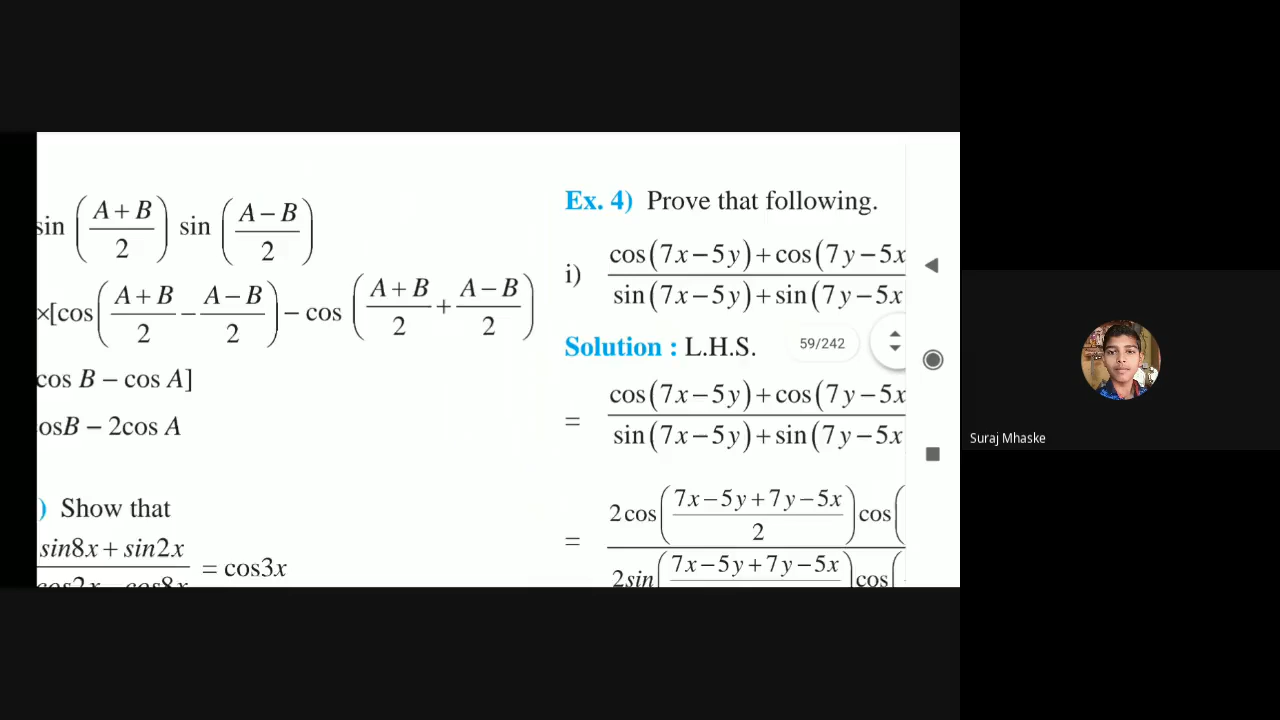 sin (A+B/2) sin (A−B/2)
×[cos(A+B/2 − A−B/2) − cos (A+B/2 + A−B/2)
cos B − cos A]
osB − 2cos A
) Show that
sin8x + sin2x
cos2x − cos8x
= cos3x
Ex. 4) Prove that following.
i) cos(7x−5y)+cos(7y−5x
sin(7x−5y)+sin(7y−5x
Solution : L.H.S.
59/242
= cos(7x−5y)+cos(7y−5x
sin(7x−5y)+sin(7y−5x
= 2cos(7x−5y+7y−5x/2)cos(
2sin(7x−5y+7y−5x)cos(
Suraj Mhaske